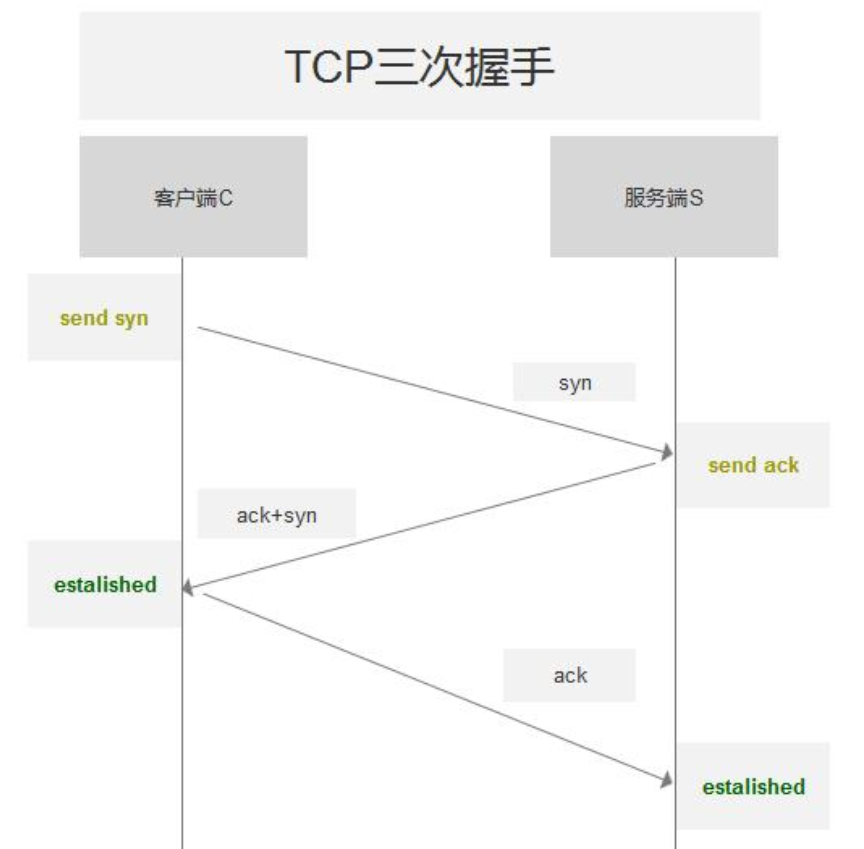 TCP三次握手
客户端C
服务端S
send syn
syn
send ack
ack+syn
estalished
ack
estalished